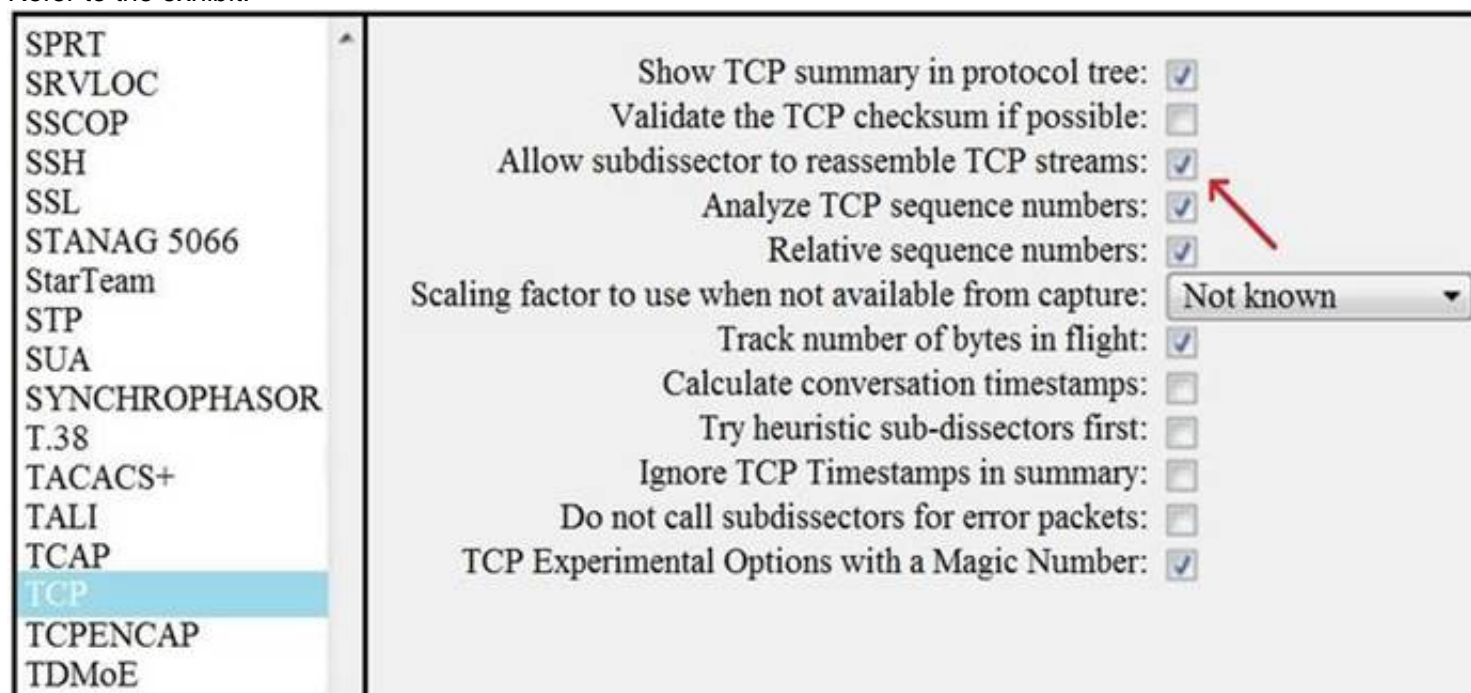 Refer to the exhibit.
SPRT
SRVLOC
SSCOP
SSH
SSL
STANAG 5066
StarTeam
STP
SUA
SYNCHROPHASOR
T.38
TACACS+
TALI
TCAP
TCP
TCPENCAP
TDMoE
Show TCP summary in protocol tree:
Validate the TCP checksum if possible:
Allow subdissector to reassemble TCP streams:
Analyze TCP sequence numbers:
Relative sequence numbers:
Scaling factor to use when not available from capture: Not known
Track number of bytes in flight:
Calculate conversation timestamps:
Try heuristic sub-dissectors first:
Ignore TCP Timestamps in summary:
Do not call subdissectors for error packets:
TCP Experimental Options with a Magic Number: